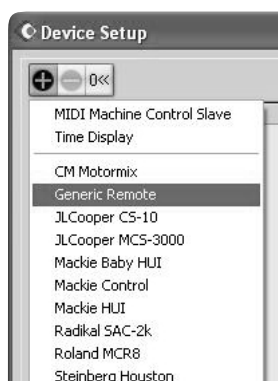 Device Setup
0«
MIDI Machine Control Slave
Time Display
CM Motormix
Generic Remote
JLCooper CS-10
JLCooper MCS-3000
Mackie Baby HUI
Mackie Control
Mackie HUI
Radikal SAC-2k
Roland MCR8
Steinberg Houston